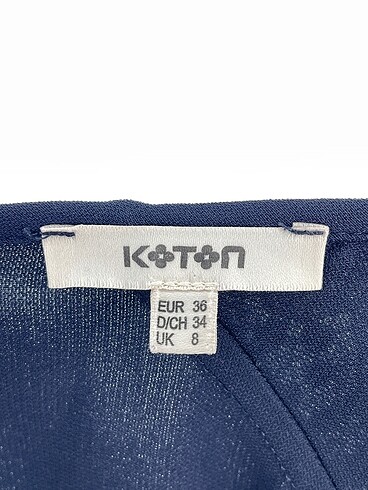 KOTON
EUR 36
D/CH 34
UK 8